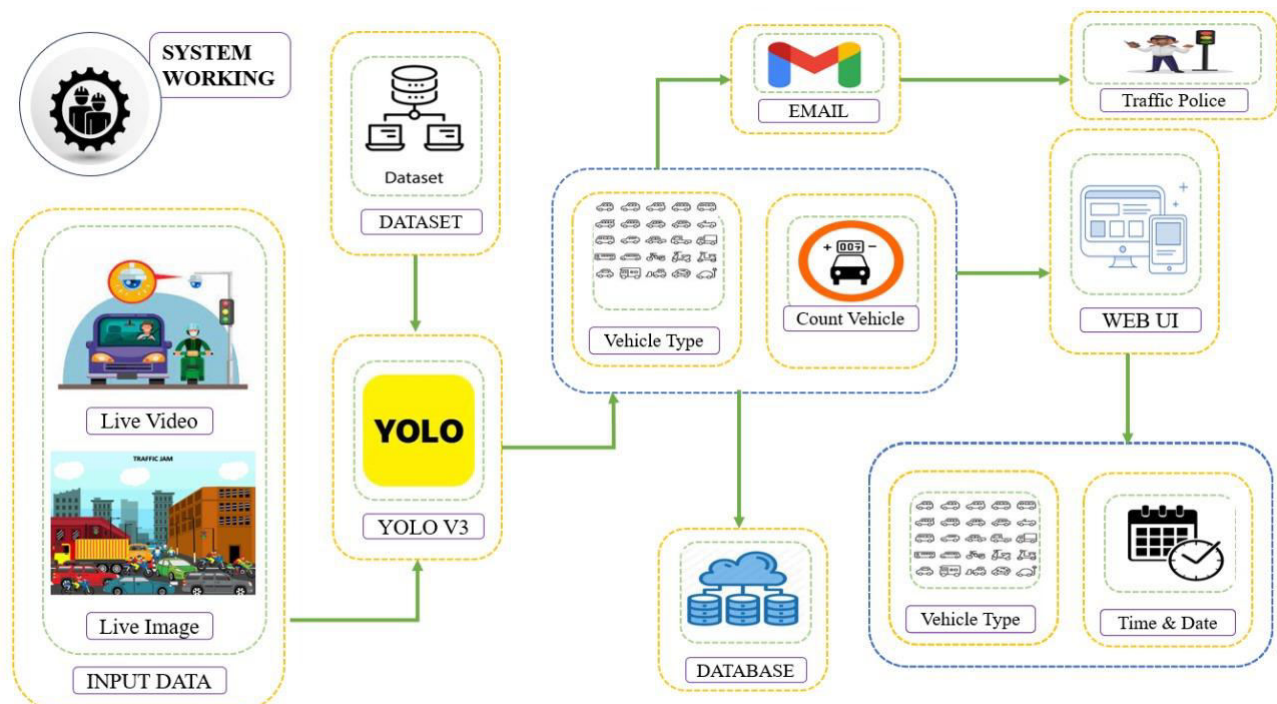 SYSTEM
WORKING
Dataset
DATASET
EMAIL
Traffic Police
Vehicle Type
+ 007 -
Count Vehicle
WEB UI
Live Video
TRAFFIC JAM
Live Image
INPUT DATA
YOLO
YOLO V3
DATABASE
Vehicle Type
Time & Date